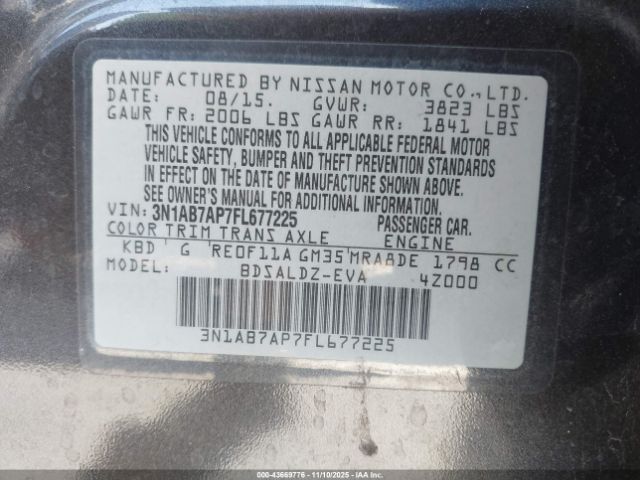 MANUFACTURED BY NISSAN MOTOR CO., LTD.
DATE: 08/15. GVWR: 3823 LBS
GAWR FR: 2006 LBS GAWR RR: 1841 LBS
THIS VEHICLE CONFORMS TO ALL APPLICABLE FEDERAL MOTOR
VEHICLE SAFETY, BUMPER AND THEFT PREVENTION STANDARDS
IN EFFECT ON THE DATE OF MANUFACTURE SHOWN ABOVE.
SEE OWNER'S MANUAL FOR ADDITIONAL INFORMATION.
VIN: 3N1AB7AP7FL677225 PASSENGER CAR.
COLOR TRIM TRANS AXLE ENGINE
KBD G RE0F11A GM35 MRA8DE 1798 CC
MODEL: BDSALDZ-EVA 4Z000
3N1AB7AP7FL677225
000-43669776 - 11/10/2025 - IAAI.com